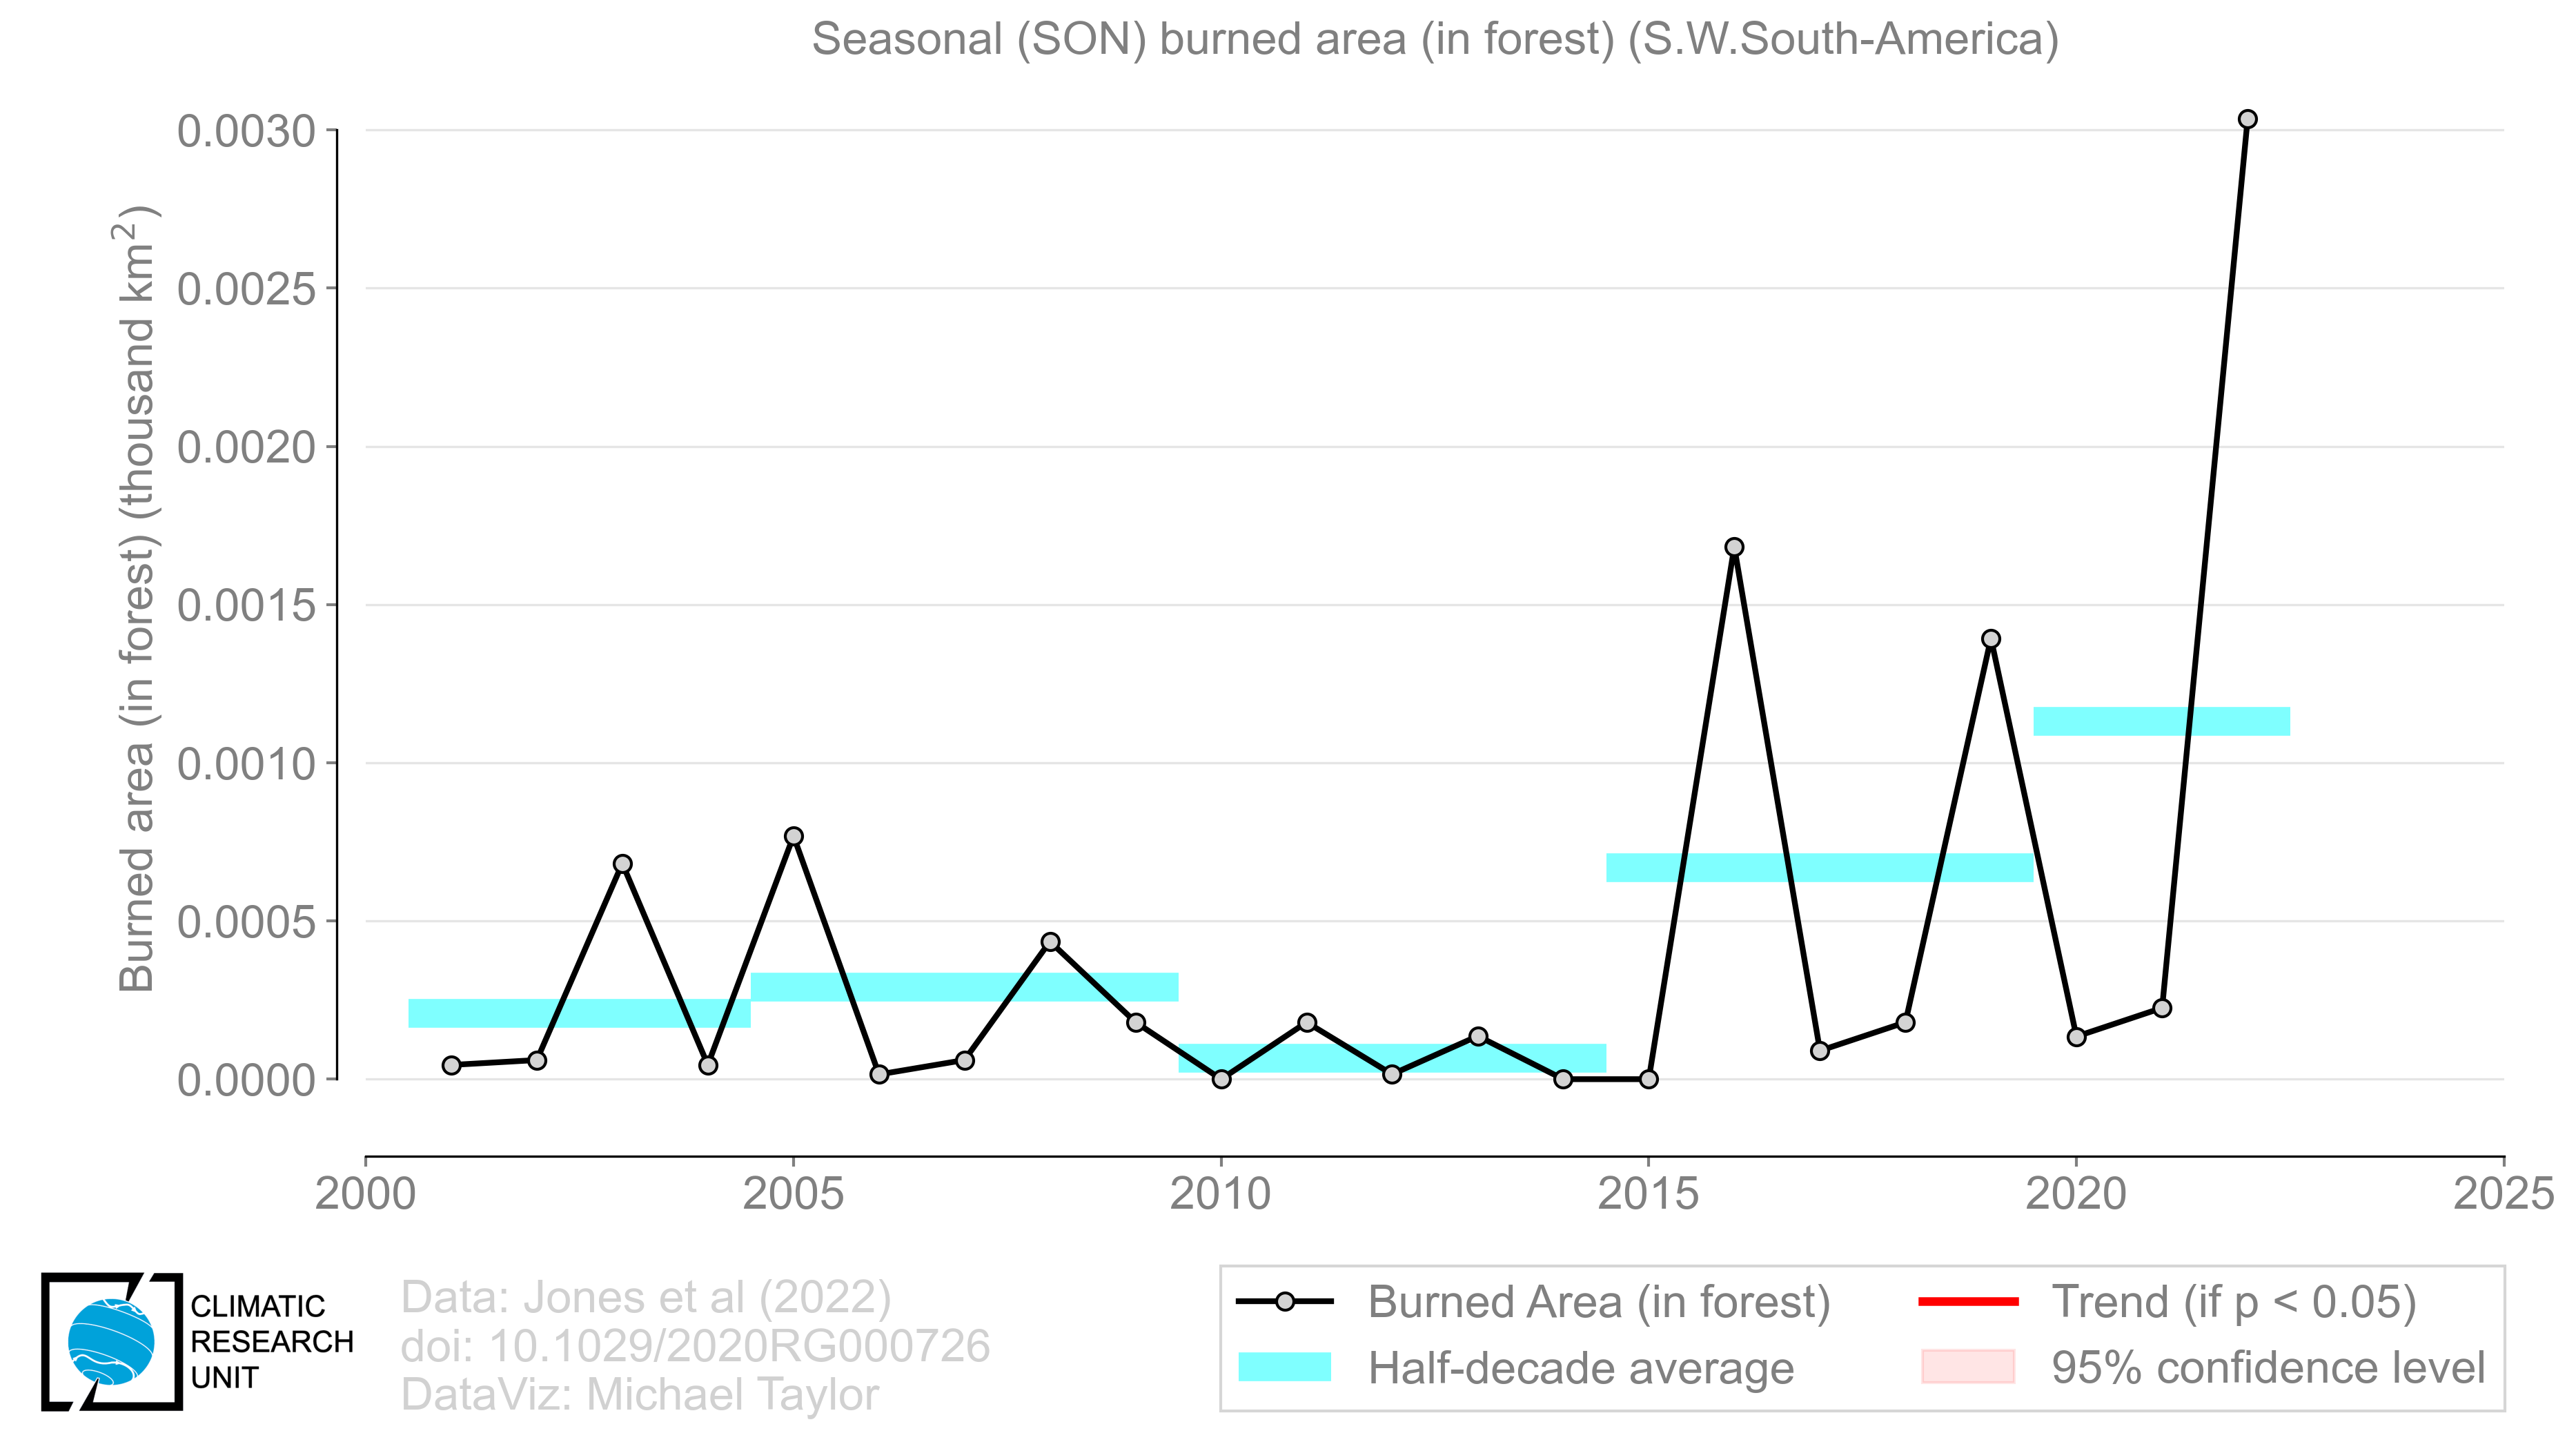 Seasonal (SON) burned area (in forest) (S.W.South-America)
Burned area (in forest) (thousand km²)
0.0030
0.0025
0.0020
0.0015
0.0010
0.0005
0.0000
2000 2005 2010 2015 2020 2025
CLIMATIC
RESEARCH
UNIT
Data: Jones et al (2022)
doi: 10.1029/2020RG000726
DataViz: Michael Taylor
Burned Area (in forest)
Half-decade average
Trend (if p < 0.05)
95% confidence level